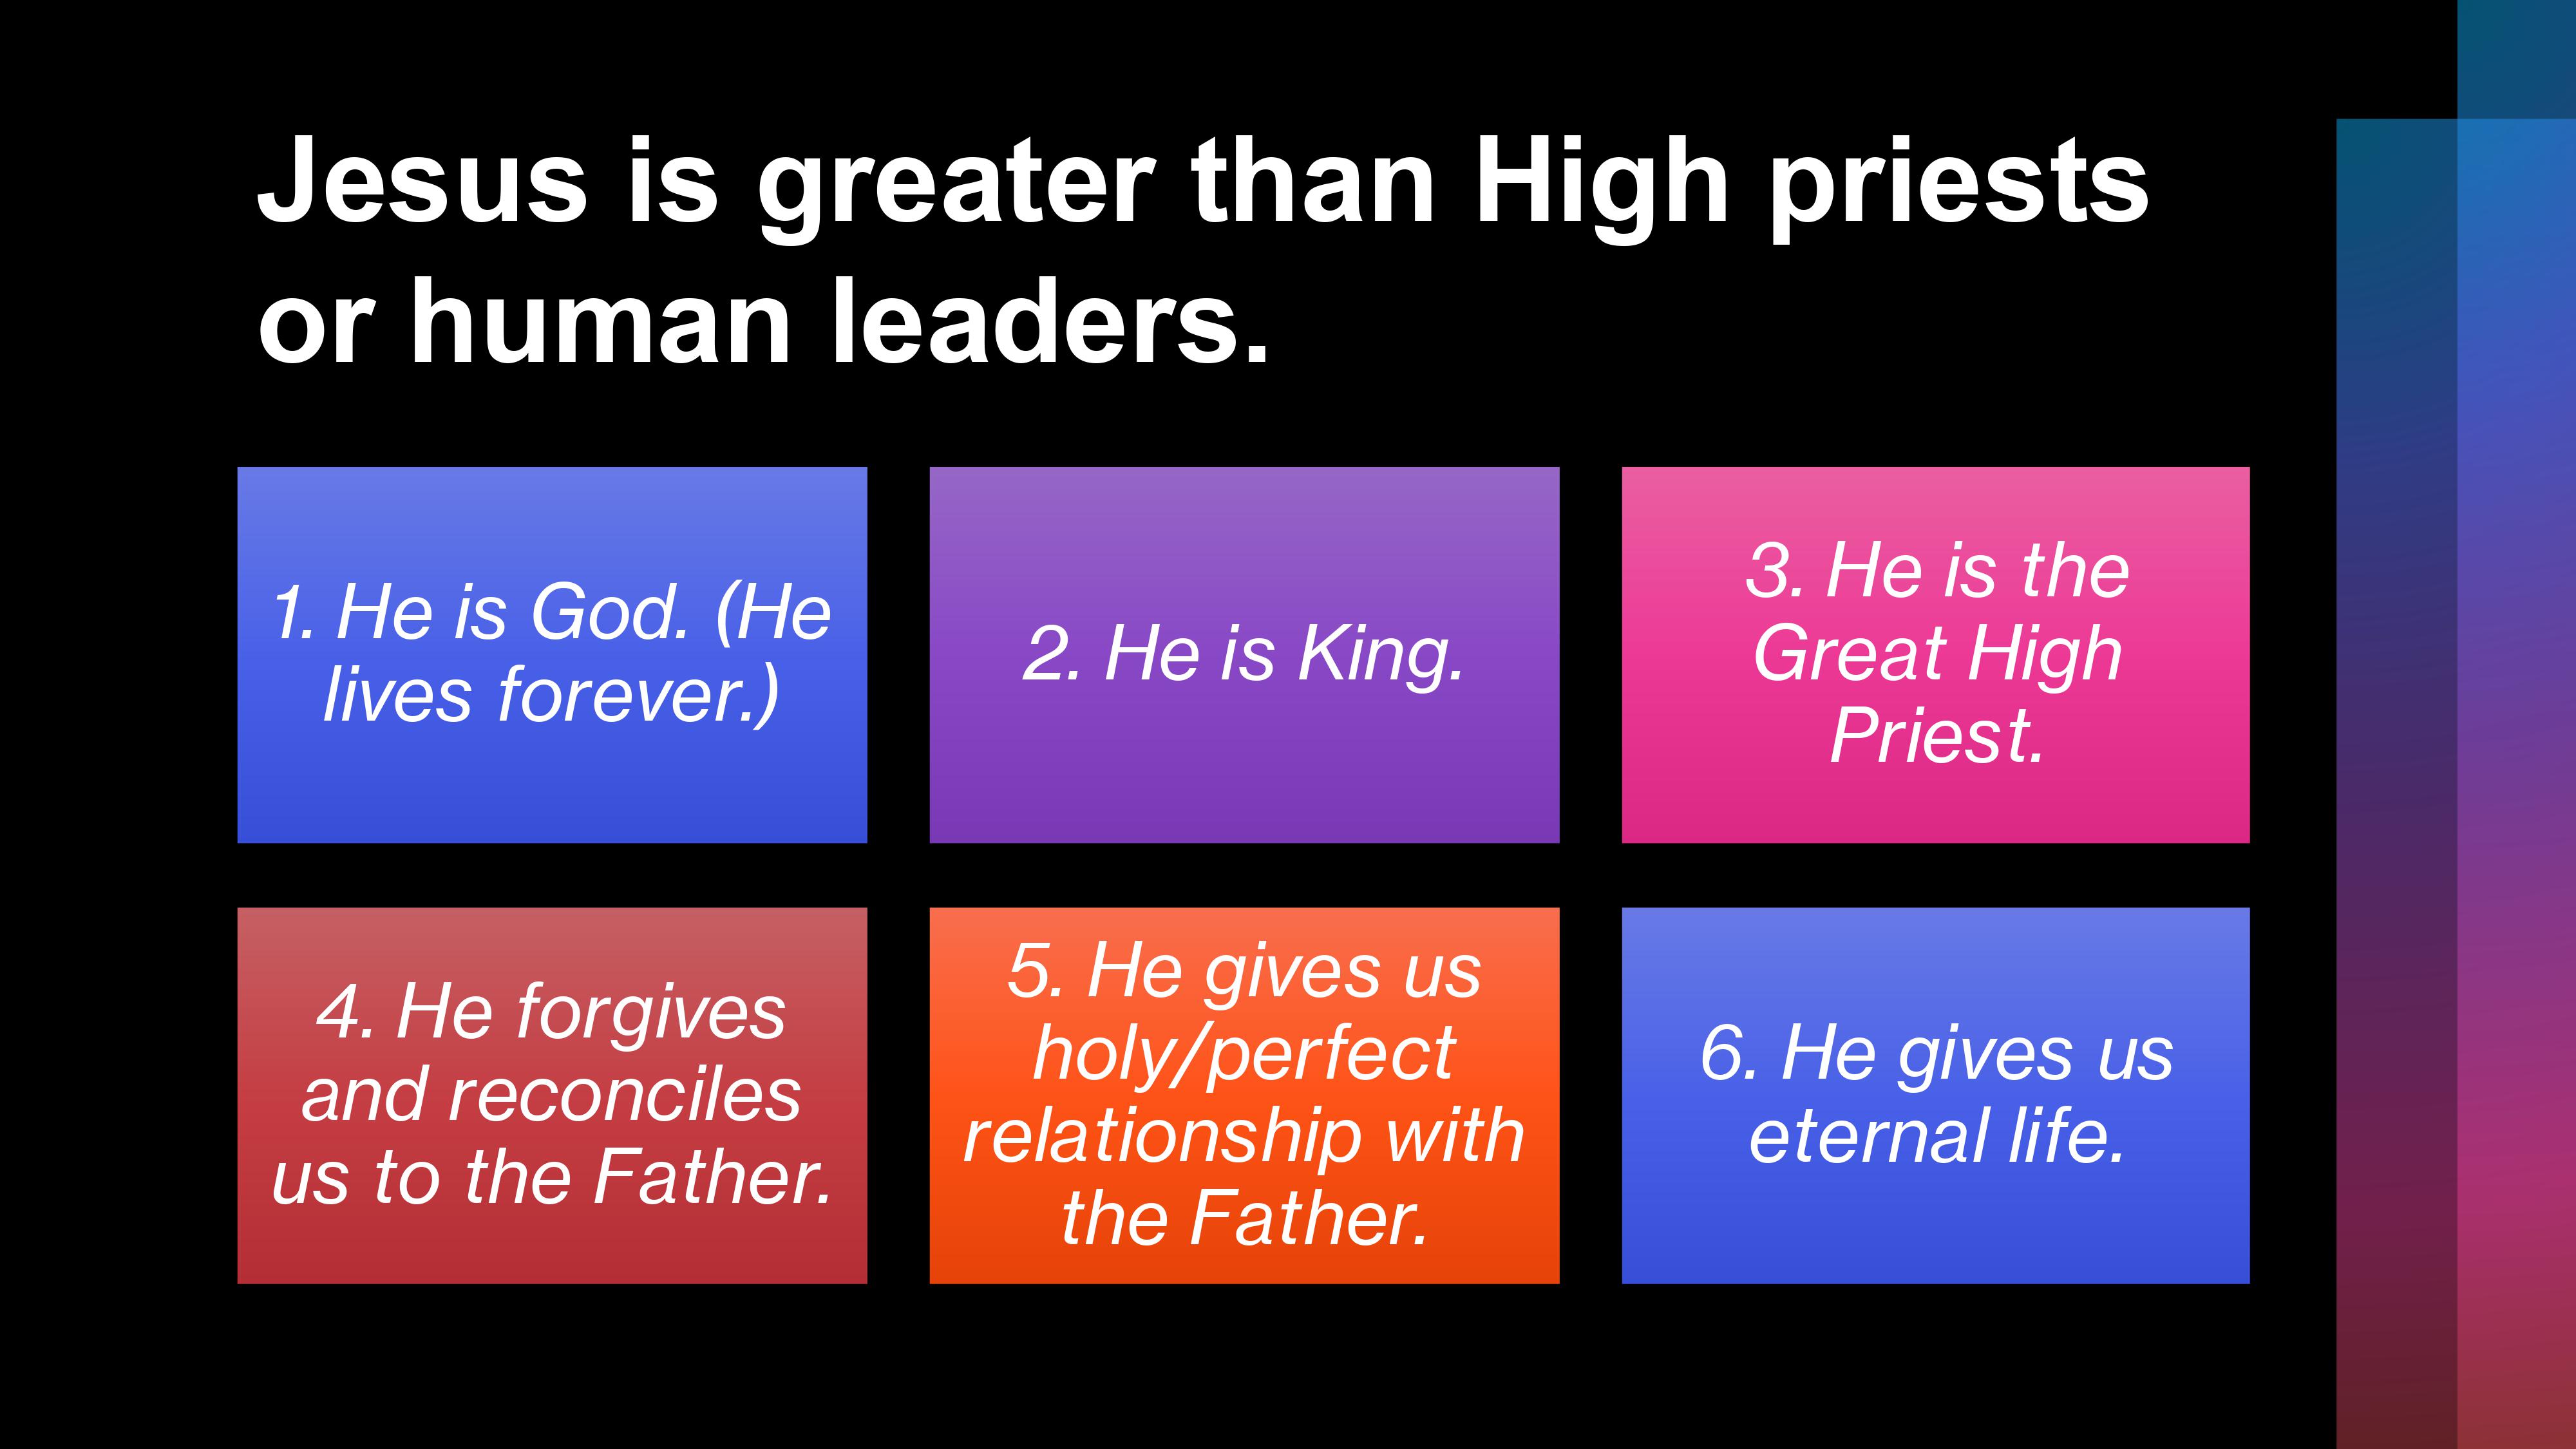 Jesus is greater than High priests
or human leaders.
1. He is God. (He
lives forever.)
2. He is King.
3. He is the
Great High
Priest.
4. He forgives
and reconciles
us to the Father.
5. He gives us
holy/perfect
relationship with
the Father.
6. He gives us
eternal life.